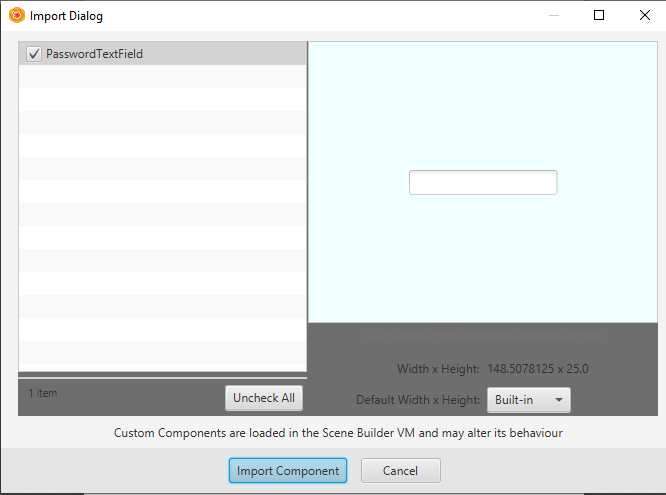 Import Dialog
PasswordTextField
Width x Height: 148.5078125 x 25.0
1 item
Uncheck All
Default Width x Height: Built-in
Custom Components are loaded in the Scene Builder VM and may alter its behaviour
Import Component
Cancel